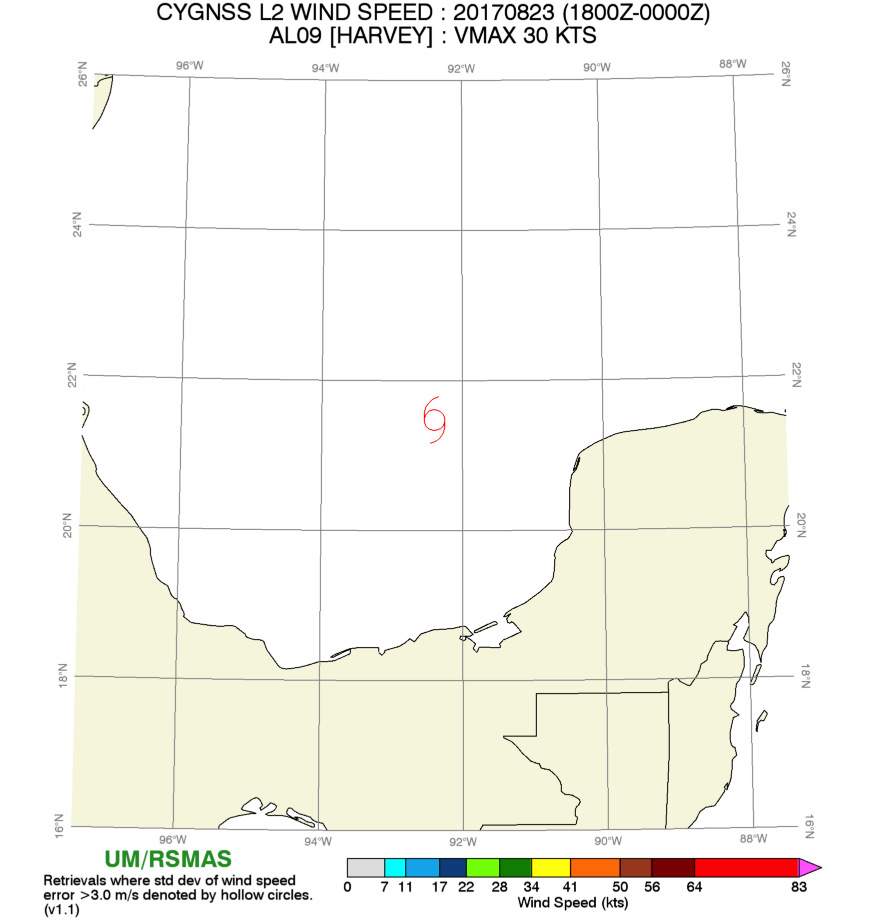 CYGNSS L2 WIND SPEED : 20170823 (1800Z-0000Z)
AL09 [HARVEY] : VMAX 30 KTS
96°W 94°W 92°W 90°W 88°W
26°N 26°N
24°N 24°N
22°N 22°N
20°N 20°N
18°N 18°N
16°N 16°N
96°W 94°W 92°W 90°W 88°W
UM/RSMAS
Retrievals where std dev of wind speed
error >3.0 m/s denoted by hollow circles.
(v1.1)
0 7 11 17 22 28 34 41 50 56 64 83
Wind Speed (kts)